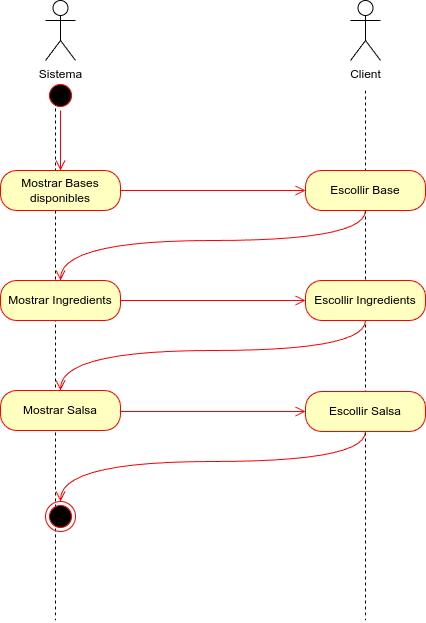 Sistema
Client
Mostrar Bases
disponibles
Escollir Base
Mostrar Ingredients
Escollir Ingredients
Mostrar Salsa
Escollir Salsa